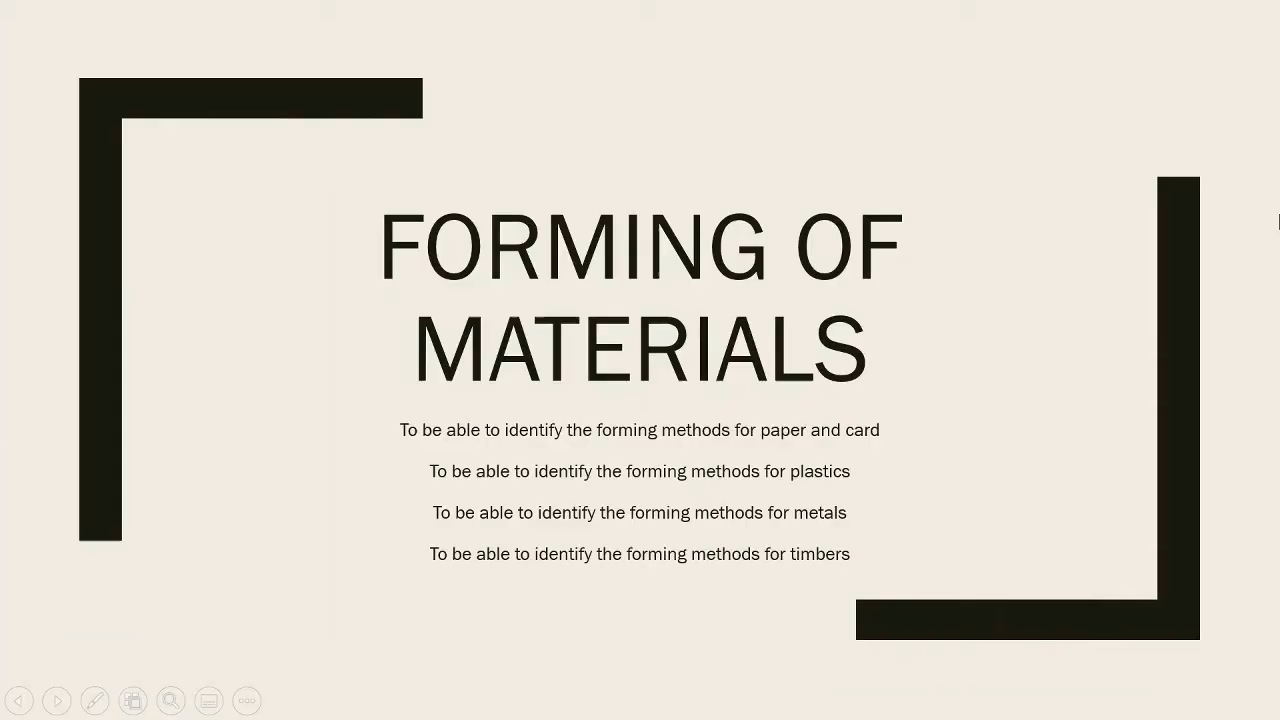 FORMING OF
MATERIALS
To be able to identify the forming methods for paper and card
To be able to identify the forming methods for plastics
To be able to identify the forming methods for metals
To be able to identify the forming methods for timbers